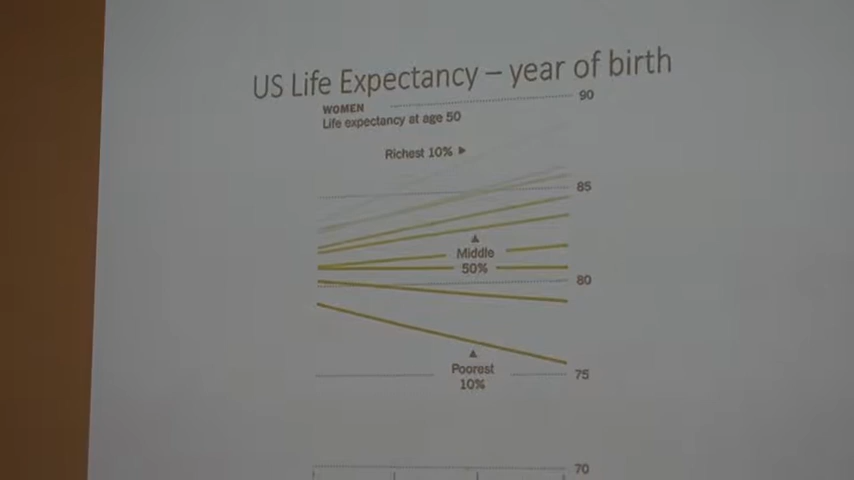 US Life Expectancy – year of birth
WOMEN
Life expectancy at age 50
90
Richest 10% ►
85
▲
Middle
50%
80
▲
Poorest
10%
75
70